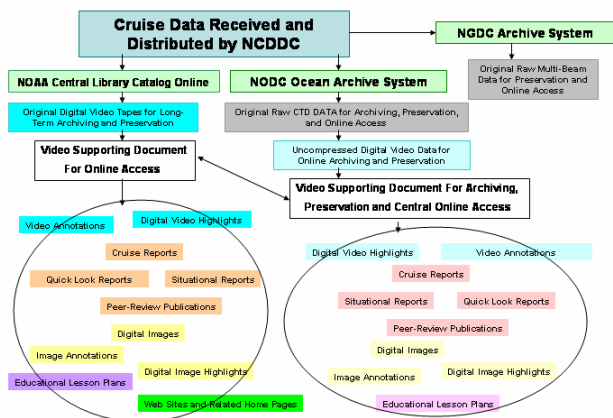 Cruise Data Received and
Distributed by NCDDC
NGDC Archive System
NOAA Central Library Catalog Online
NODC Ocean Archive System
Original Raw Multi-Beam
Data for Preservation and
Online Access
Original Digital Video Tapes for Long-
Term Archiving and Preservation
Original Raw CTD DATA for Archiving, Preservation,
and Online Access
Video Supporting Document
For Online Access
Uncompressed Digital Video Data for
Online Archiving and Preservation
Video Supporting Document For Archiving,
Preservation and Central Online Access
Video Annotations
Digital Video Highlights
Cruise Reports
Quick Look Reports
Situational Reports
Peer-Review Publications
Digital Images
Image Annotations
Digital Image Highlights
Educational Lesson Plans
Web Sites and Related Home Pages
Digital Video Highlights
Video Annotations
Cruise Reports
Situational Reports
Quick Look Reports
Peer-Review Publications
Digital Images
Image Annotations
Digital Image Highlights
Educational Lesson Plans